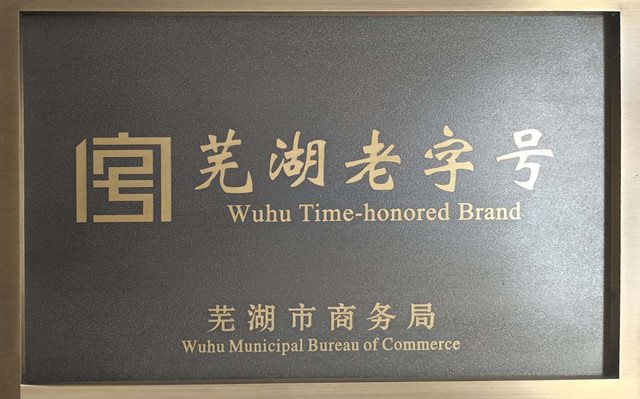 芜湖老字号
Wuhu Time-honored Brand
芜湖市商务局
Wuhu Municipal Bureau of Commerce